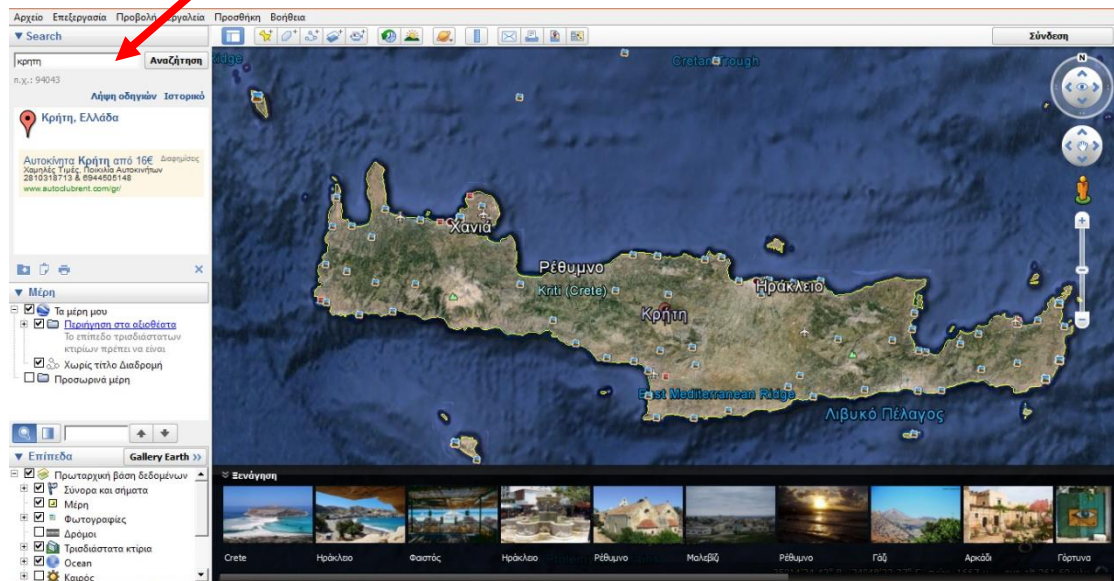 Αρχείο Επεξεργασία Προβολή Εργαλεία Προσθήκη Βοήθεια
Search
κρητη Αναζήτηση
π.χ.: 94043
Λήψη οδηγιών Ιστορικό
Κρήτη, Ελλάδα
Αυτοκίνητα Κρήτη από 16€ Διαφημίσεις
Χαμηλές Τιμές, Ποικιλία Αυτοκινήτων
2810318713 & 6944505148
www.autoclubrent.com/gr/
Μέρη
Τα μέρη μου
Περιήγηση στα αξιοθέατα
Το επίπεδο τρισδιάστατων
κτιρίων πρέπει να είναι
Χωρίς τίτλο Διαδρομή
Προσωρινά μέρη
Επίπεδα Gallery Earth >>
Πρωταρχική βάση δεδομένων
Σύνορα και σήματα
Μέρη
Φωτογραφίες
Δρόμοι
Τρισδιάστατα κτίρια
Ocean
Καιρός
Σύνδεση
Ridge
Cretan Trough
N
Χανιά
Ρέθυμνο
Kriti (Crete)
Ηράκλειο
Κρήτη
East Mediterranean Ridge
Λιβυκό Πέλαγος
Ξενάγηση
Crete Ηράκλειο Φαιστός Ηράκλειο Ρέθυμνο Μαλεβίζι Ρέθυμνο Γάζι Αρκάδι Γόρτυνα